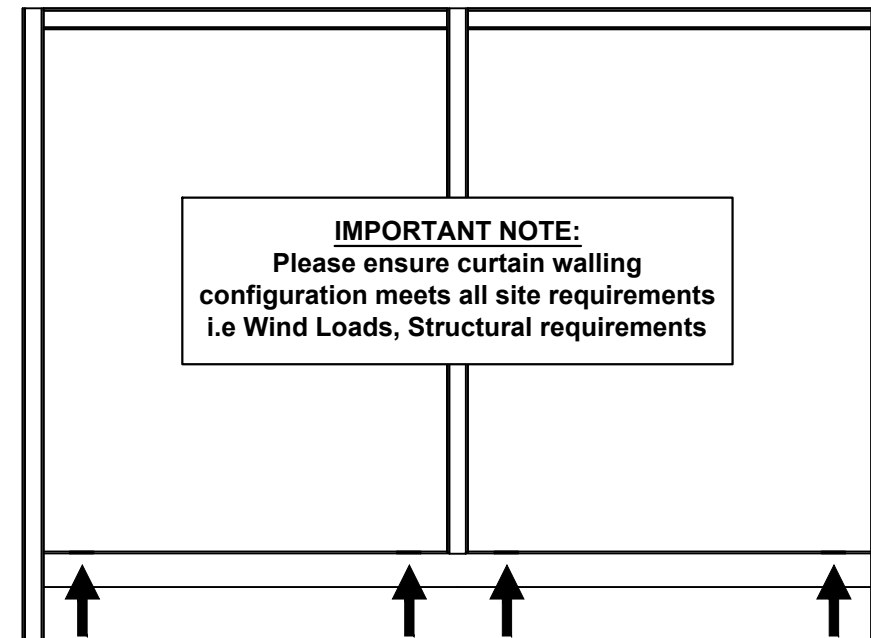 IMPORTANT NOTE:
Please ensure curtain walling
configuration meets all site requirements
i.e Wind Loads, Structural requirements